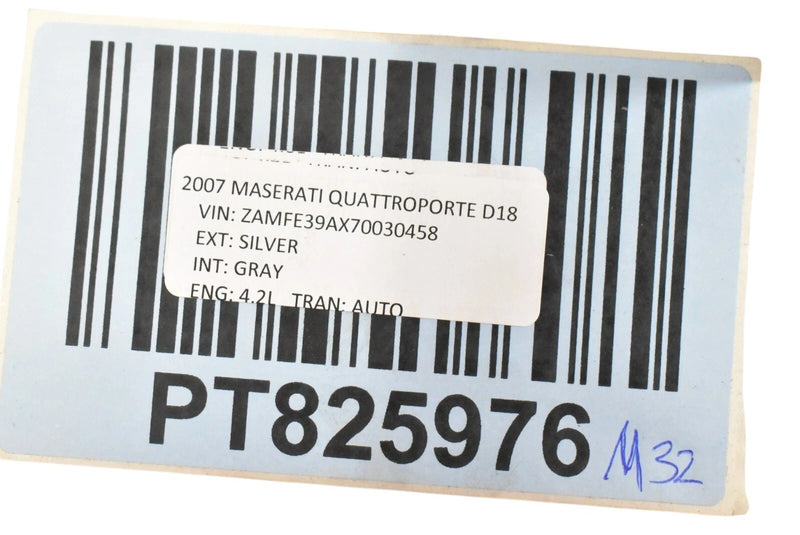 2007 MASERATI QUATTROPORTE D18
VIN: ZAMFE39AX70030458
EXT: SILVER
INT: GRAY
ENG: 4.2L TRAN: AUTO
PT825976
M32